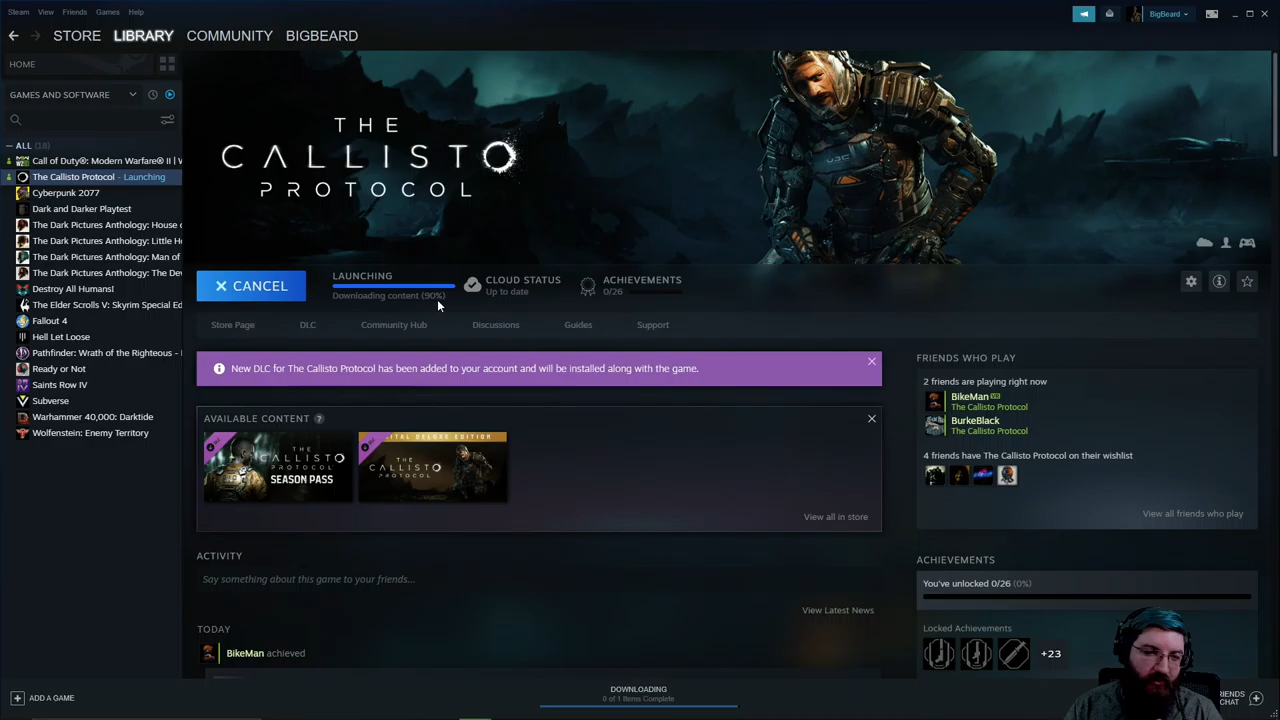 Steam View Friends Games Help
BigBeard
STORE LIBRARY COMMUNITY BIGBEARD
HOME
GAMES AND SOFTWARE
ALL (18)
Call of Duty®: Modern Warfare® II | W
The Callisto Protocol - Launching
Cyberpunk 2077
Dark and Darker Playtest
The Dark Pictures Anthology: House o
The Dark Pictures Anthology: Little H
The Dark Pictures Anthology: Man of
The Dark Pictures Anthology: The Dev
Destroy All Humans!
The Elder Scrolls V: Skyrim Special Ed
Fallout 4
Hell Let Loose
Pathfinder: Wrath of the Righteous -
Ready or Not
Saints Row IV
Subverse
Warhammer 40,000: Darktide
Wolfenstein: Enemy Territory
ADD A GAME
THE
CALLISTO
PROTOCOL
CANCEL
LAUNCHING
Downloading content (90%)
CLOUD STATUS
Up to date
ACHIEVEMENTS
0/26
Store Page DLC Community Hub Discussions Guides Support
New DLC for The Callisto Protocol has been added to your account and will be installed along with the game.
AVAILABLE CONTENT ?
THE
CALLISTO
PROTOCOL
SEASON PASS
ITAL DELUXE EDITION
THE
CALLISTO
PROTOCOL
View all in store
ACTIVITY
Say something about this game to your friends...
View Latest News
TODAY
BikeMan achieved
FRIENDS WHO PLAY
2 friends are playing right now
BikeMan VR
The Callisto Protocol
BurkeBlack
The Callisto Protocol
4 friends have The Callisto Protocol on their wishlist
View all friends who play
ACHIEVEMENTS
You've unlocked 0/26 (0%)
Locked Achievements
+23
DOWNLOADING
0 of 1 Items Complete
RIENDS
CHAT